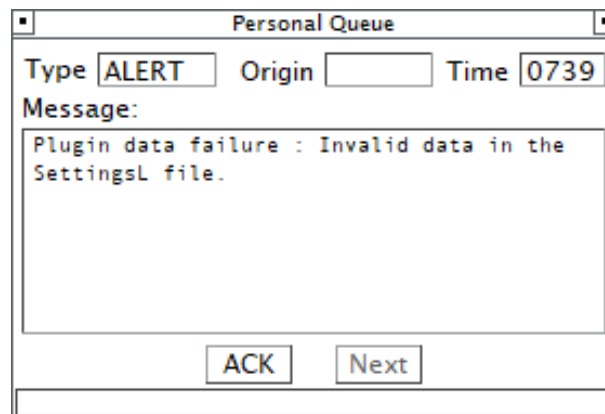 Personal Queue
Type ALERT Origin Time 0739
Message:
Plugin data failure : Invalid data in the
SettingsL file.
ACK Next